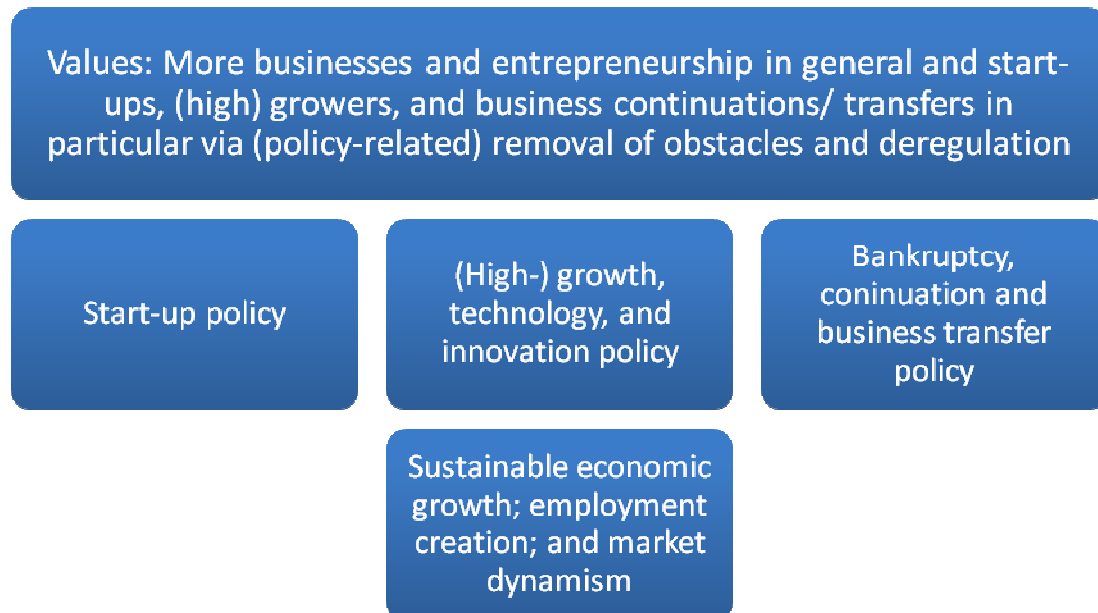 Values: More businesses and entrepreneurship in general and start-
ups, (high) growers, and business continuations/ transfers in
particular via (policy-related) removal of obstacles and deregulation
Start-up policy
(High-) growth,
technology, and
innovation policy
Bankruptcy,
coninuation and
business transfer
policy
Sustainable economic
growth; employment
creation; and market
dynamism